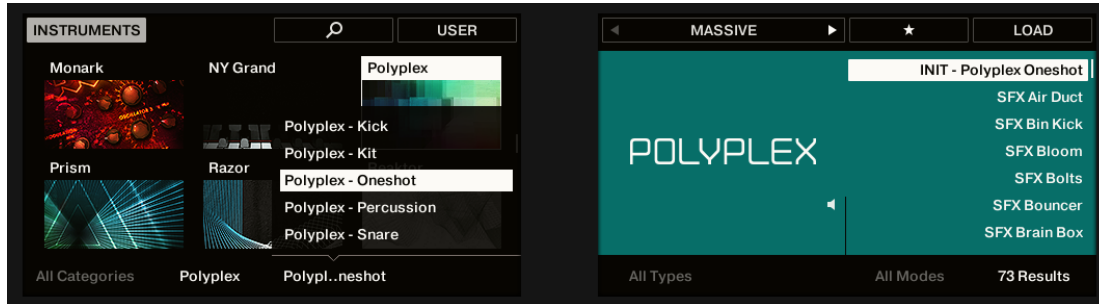 INSTRUMENTS
USER
Monark
NY Grand
Polyplex
Polyplex - Kick
Polyplex - Kit
Prism
Razor
Reaktor
Polyplex - Oneshot
Polyplex - Percussion
Polyplex - Snare
All Categories
Polyplex
Polypl..neshot
MASSIVE
LOAD
POLYPLEX
INIT - Polyplex Oneshot
SFX Air Duct
SFX Bin Kick
SFX Bloom
SFX Bolts
SFX Bouncer
SFX Brain Box
All Types
All Modes
73 Results